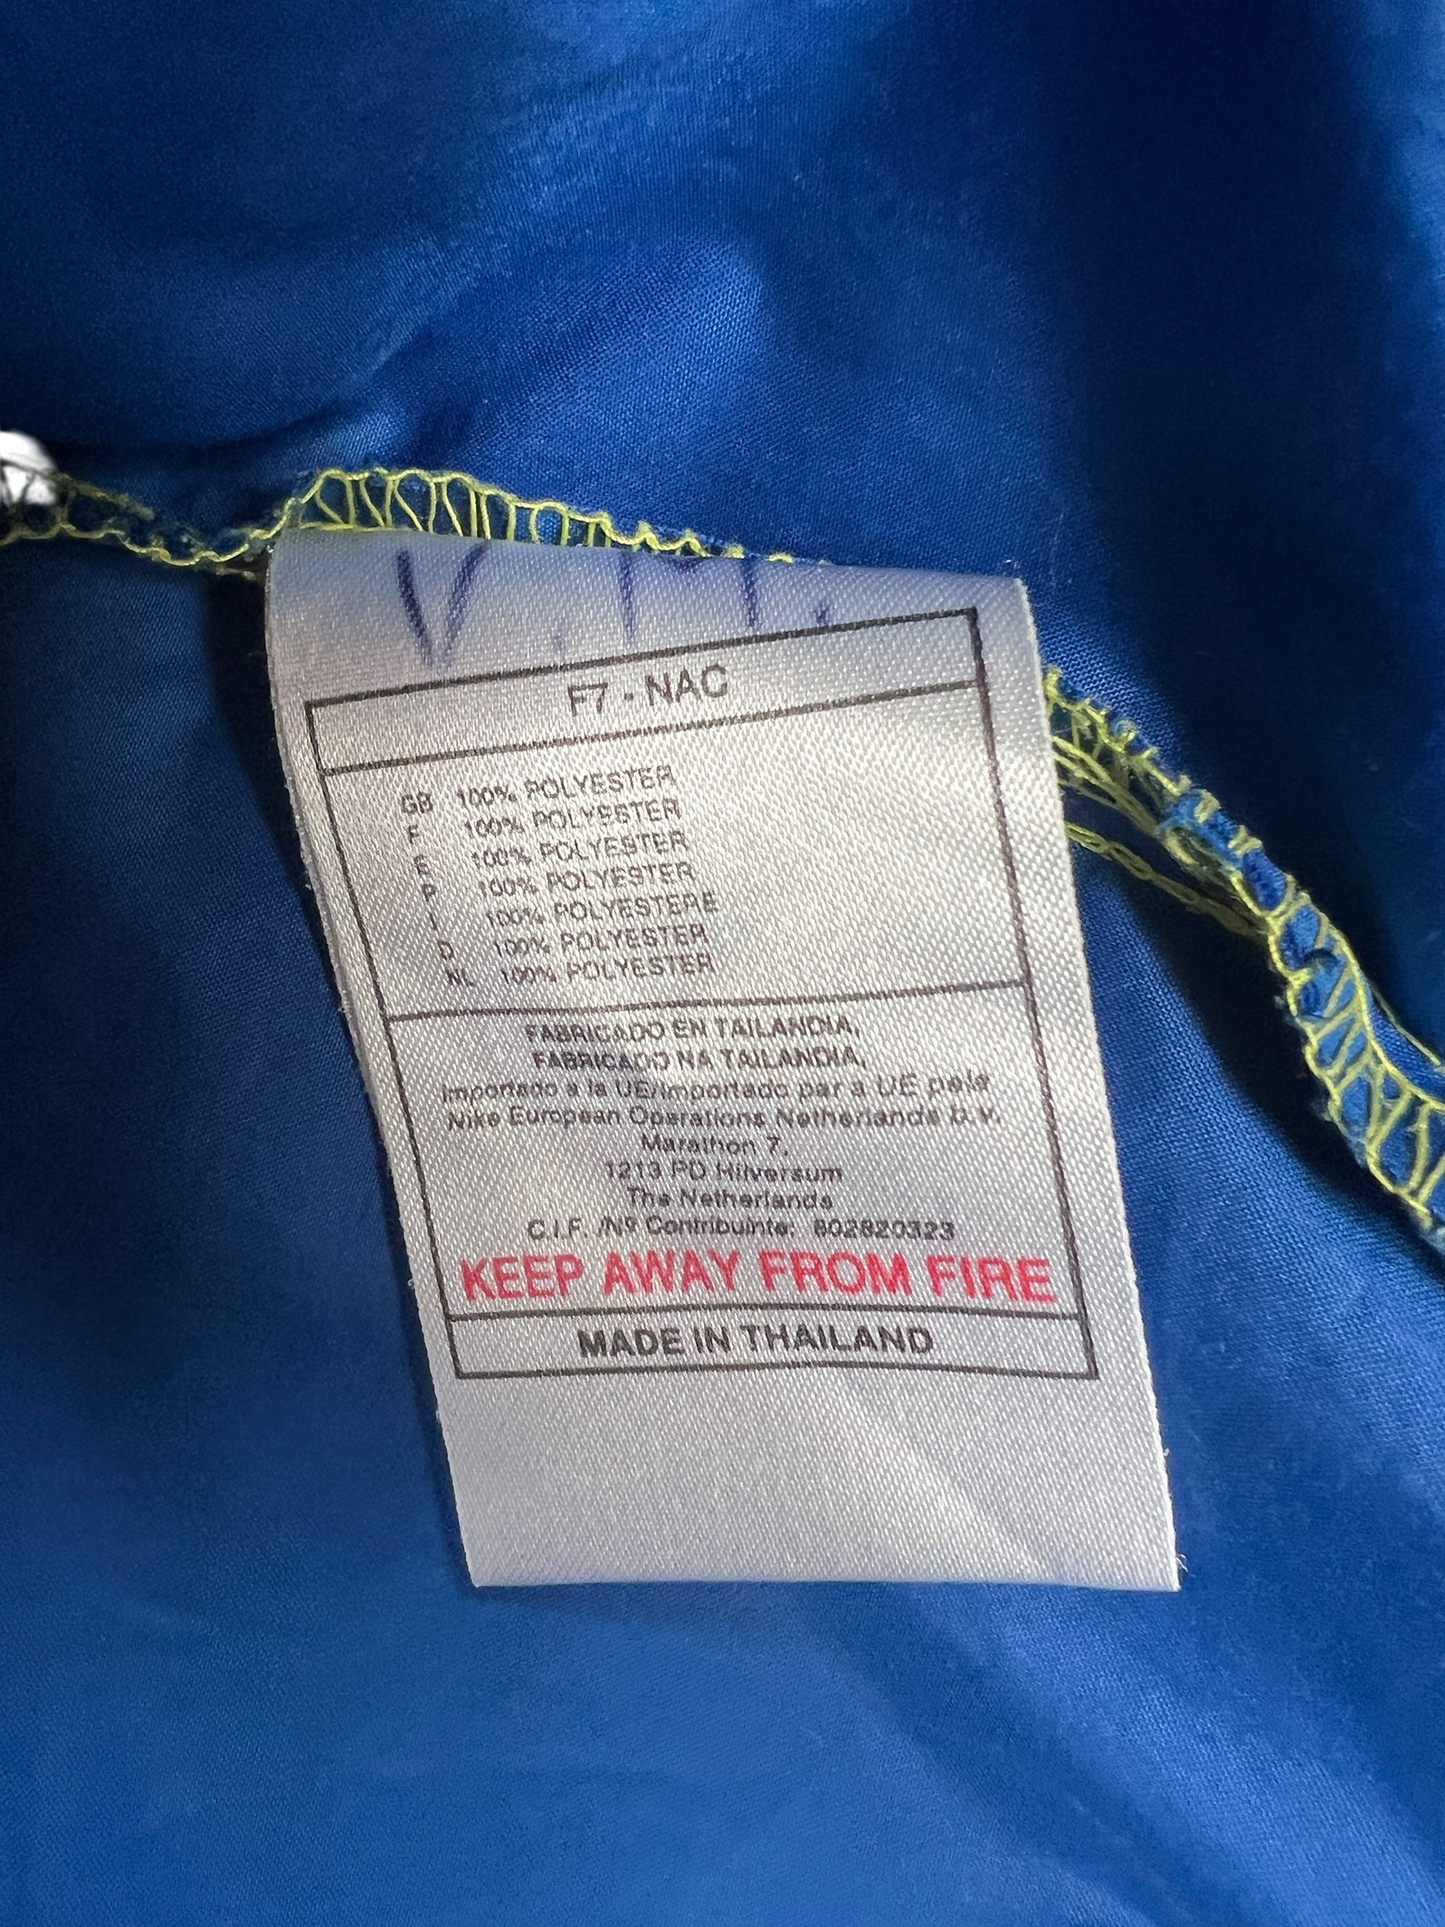 V.M.
F7 - NAC
GB 100% POLYESTER
F 100% POLYESTER
E 100% POLYESTER
P 100% POLYESTER
I 100% POLYESTERE
D 100% POLYESTER
NL 100% POLYESTER
FABRICADO EN TAILANDIA,
FABRICADO NA TAILANDIA,
Importado a la UE/Importado par a UE pela
Nike European Operations Netherlands b.v.
Marathon 7,
1213 PD Hilversum
The Netherlands
C.I.F. /Nº Contribuinte: 802820323
KEEP AWAY FROM FIRE
MADE IN THAILAND